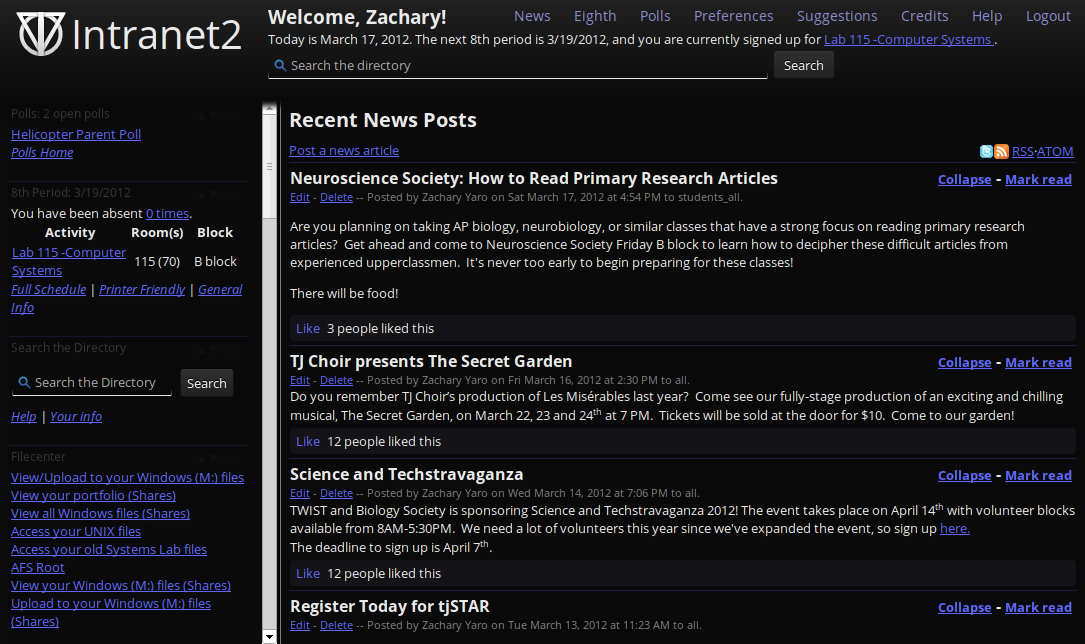 Intranet2
Welcome, Zachary!
News Eighth Polls Preferences Suggestions Credits Help Logout
Today is March 17, 2012. The next 8th period is 3/19/2012, and you are currently signed up for Lab 115 -Computer Systems .
Search the directory Search
Polls: 2 open polls
Helicopter Parent Poll
Polls Home
8th Period: 3/19/2012
You have been absent 0 times.
Activity Room(s) Block
Lab 115 -Computer
Systems
115 (70) B block
Full Schedule | Printer Friendly | General
Info
Search the Directory
Search the Directory Search
Help | Your info
Filecenter
View/Upload to your Windows (M:) files
View your portfolio (Shares)
View all Windows files (Shares)
Access your UNIX files
Access your old Systems Lab files
AFS Root
View your Windows (M:) files (Shares)
Upload to your Windows (M:) files
(Shares)
Recent News Posts
Post a news article
RSS·ATOM
Neuroscience Society: How to Read Primary Research Articles
Collapse - Mark read
Edit - Delete -- Posted by Zachary Yaro on Sat March 17, 2012 at 4:54 PM to students_all.
Are you planning on taking AP biology, neurobiology, or similar classes that have a strong focus on reading primary research
articles?  Get ahead and come to Neuroscience Society Friday B block to learn how to decipher these difficult articles from
experienced upperclassmen.  It's never too early to begin preparing for these classes!
There will be food!
Like 3 people liked this
TJ Choir presents The Secret Garden
Collapse - Mark read
Edit - Delete -- Posted by Zachary Yaro on Fri March 16, 2012 at 2:30 PM to all.
Do you remember TJ Choir’s production of Les Misérables last year?  Come see our fully-stage production of an exciting and chilling
musical, The Secret Garden, on March 22, 23 and 24th at 7 PM.  Tickets will be sold at the door for $10.  Come to our garden!
Like 12 people liked this
Science and Techstravaganza
Collapse - Mark read
Edit - Delete -- Posted by Zachary Yaro on Wed March 14, 2012 at 7:06 PM to all.
TWIST and Biology Society is sponsoring Science and Techstravaganza 2012! The event takes place on April 14th with volunteer blocks
available from 8AM-5:30PM.  We need a lot of volunteers this year since we've expanded the event, so sign up here.
The deadline to sign up is April 7th.
Like 12 people liked this
Register Today for tjSTAR
Collapse - Mark read
Edit - Delete -- Posted by Zachary Yaro on Tue March 13, 2012 at 11:23 AM to all.